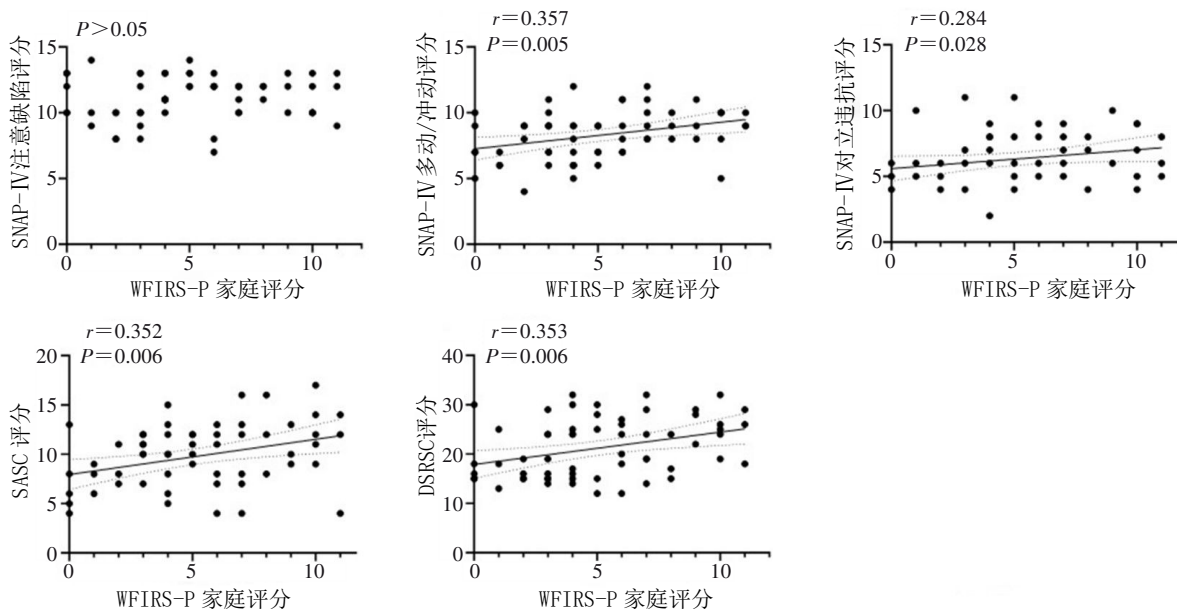 P＞0.05
SNAP-Ⅳ注意缺陷评分
15
10
5
0
0
5
10
WFIRS-P 家庭评分
r＝0.357
P＝0.005
SNAP-Ⅳ多动/冲动评分
15
10
5
0
0
5
10
WFIRS-P 家庭评分
r＝0.284
P＝0.028
SNAP-Ⅳ对立违抗评分
15
10
5
0
0
5
10
WFIRS-P 家庭评分
r＝0.352
P＝0.006
SASC 评分
20
15
10
5
0
0
5
10
WFIRS-P 家庭评分
r＝0.353
P＝0.006
DSRSC评分
40
30
20
10
0
0
5
10
WFIRS-P 家庭评分